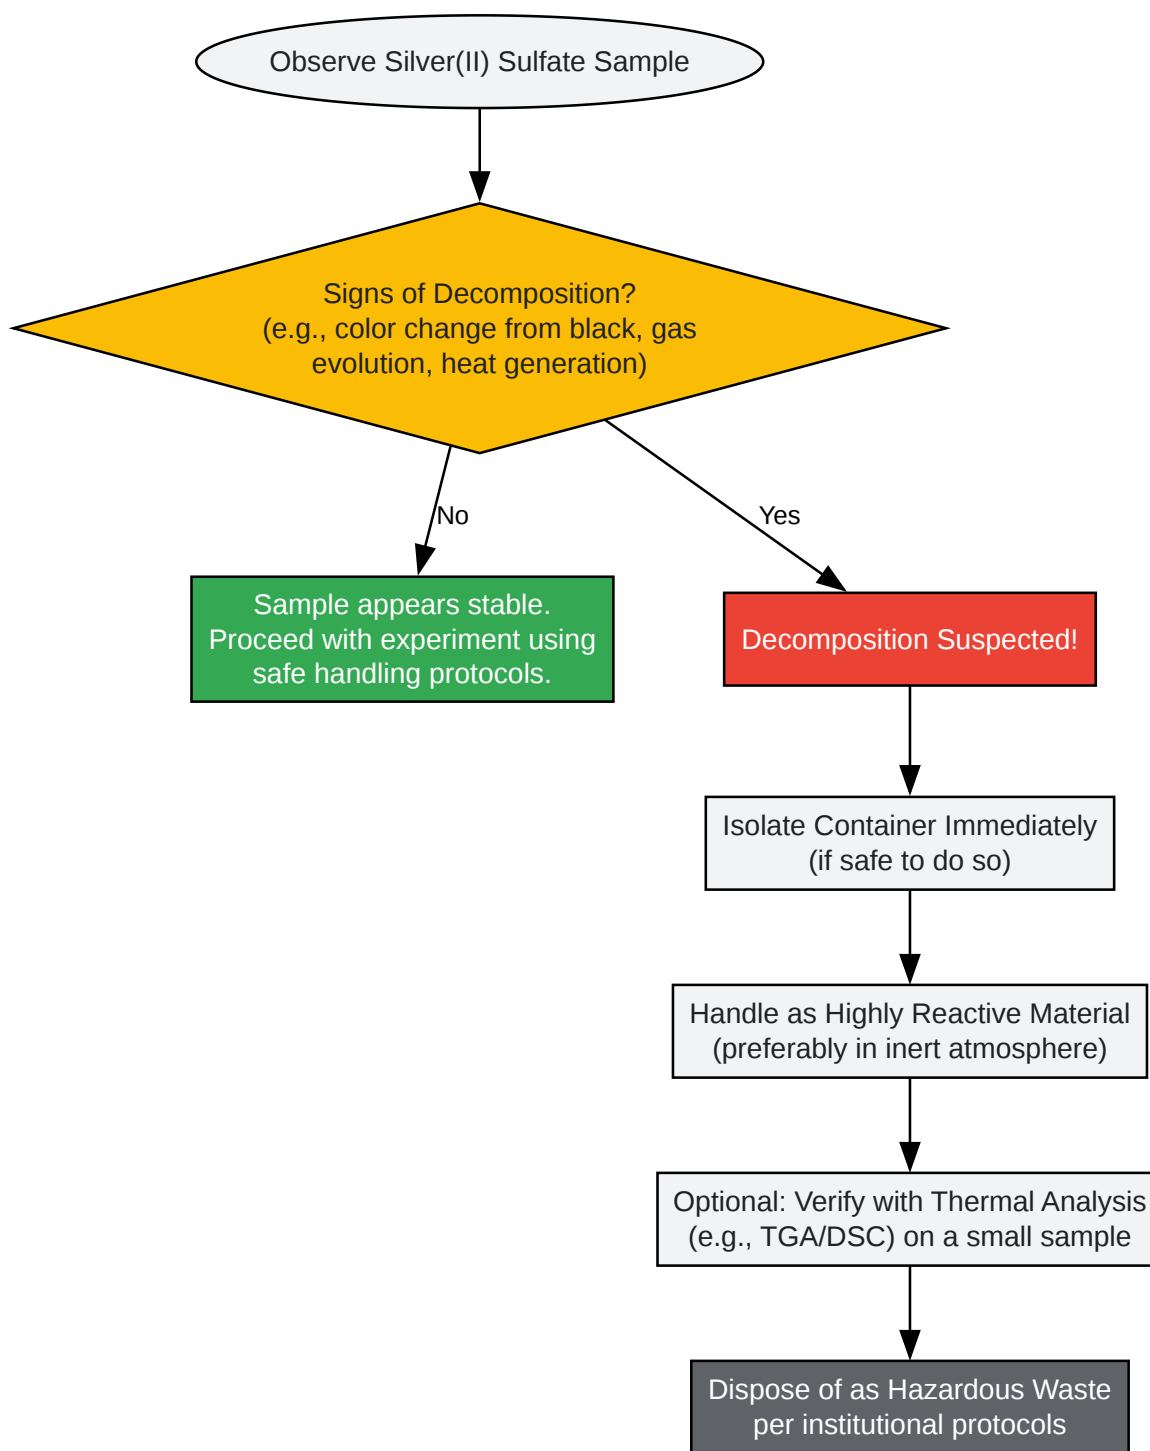 Observe Silver(II) Sulfate Sample
Signs of Decomposition?
(e.g., color change from black, gas
evolution, heat generation)
No
Yes
Sample appears stable.
Proceed with experiment using
safe handling protocols.
Decomposition Suspected!
Isolate Container Immediately
(if safe to do so)
Handle as Highly Reactive Material
(preferably in inert atmosphere)
Optional: Verify with Thermal Analysis
(e.g., TGA/DSC) on a small sample
Dispose of as Hazardous Waste
per institutional protocols